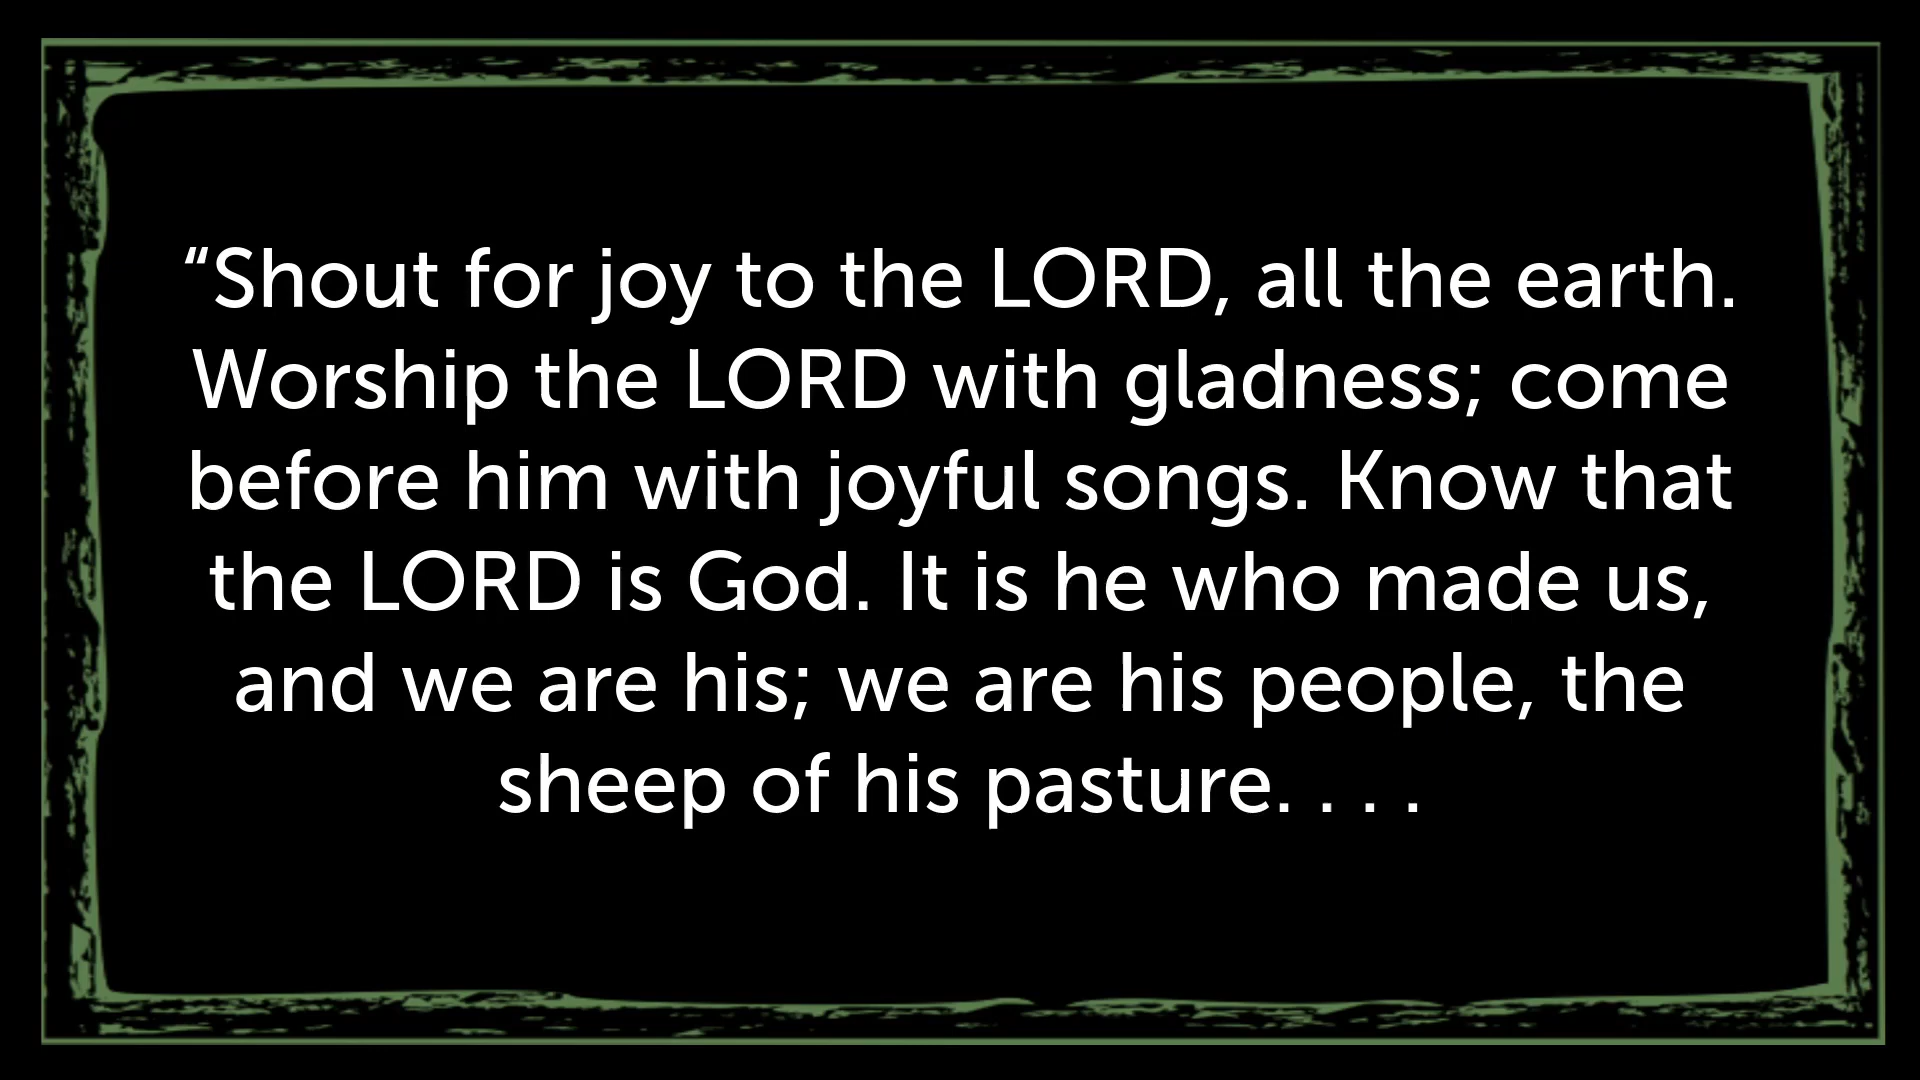 “Shout for joy to the LORD, all the earth.
Worship the LORD with gladness; come
before him with joyful songs. Know that
the LORD is God. It is he who made us,
and we are his; we are his people, the
sheep of his pasture. . . .